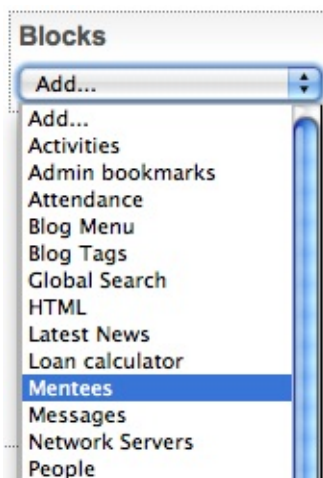 Blocks
Add...
Add...
Activities
Admin bookmarks
Attendance
Blog Menu
Blog Tags
Global Search
HTML
Latest News
Loan calculator
Mentees
Messages
Network Servers
People